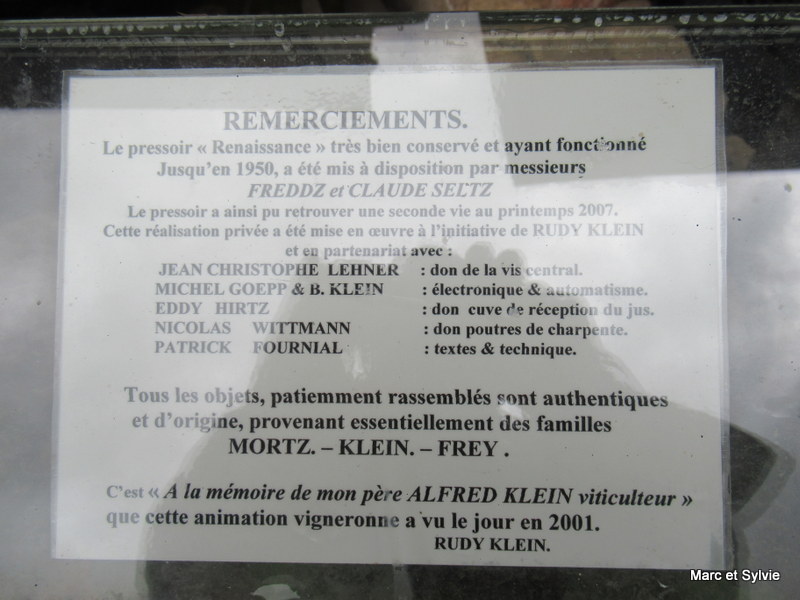 REMERCIEMENTS.
Le pressoir « Renaissance » très bien conservé et ayant fonctionné
Jusqu'en 1950, a été mis à disposition par messieurs
FREDDZ et CLAUDE SELTZ
Le pressoir a ainsi pu retrouver une seconde vie au printemps 2007.
Cette réalisation privée a été mise en œuvre à l'initiative de RUDY KLEIN
et en partenariat avec :
JEAN CHRISTOPHE LEHNER : don de la vis central.
MICHEL GOEPP & B. KLEIN : électronique & automatisme.
EDDY HIRTZ : don cuve de réception du jus.
NICOLAS WITTMANN : don poutres de charpente.
PATRICK FOURNIAL : textes & technique.
Tous les objets, patiemment rassemblés sont authentiques
et d'origine, provenant essentiellement des familles
MORTZ. – KLEIN. – FREY .
C'est « A la mémoire de mon père ALFRED KLEIN viticulteur »
que cette animation vigneronne a vu le jour en 2001.
RUDY KLEIN.
Marc et Sylvie